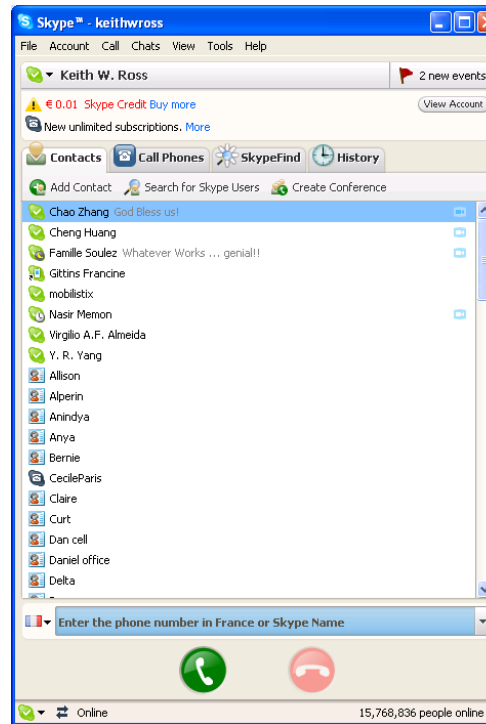 Skype™ - keithwross
File Account Call Chats View Tools Help
Keith W. Ross 2 new events
€ 0.01 Skype Credit Buy more View Account
New unlimited subscriptions. More
Contacts Call Phones SkypeFind History
Add Contact Search for Skype Users Create Conference
Chao Zhang God Bless us!
Cheng Huang
Famille Soulez Whatever Works ... genial!!
Gittins Francine
mobilistix
Nasir Memon
Virgilio A.F. Almeida
Y. R. Yang
Allison
Alperin
Anindya
Anya
Bernie
CecileParis
Claire
Curt
Dan cell
Daniel office
Delta
Enter the phone number in France or Skype Name
Online 15,768,836 people online